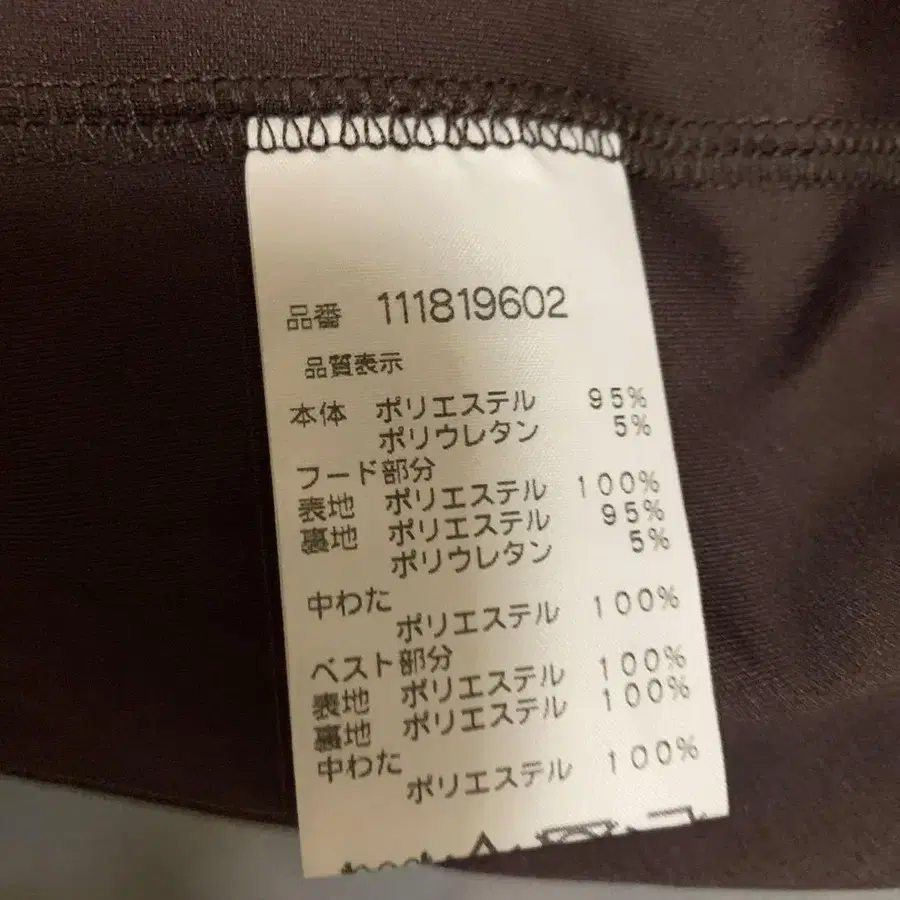 品番 111819602
品質表示
本体 ポリエステル 95%
ポリウレタン 5%
フード部分
表地 ポリエステル 100%
裏地 ポリエステル 95%
ポリウレタン 5%
中わた
ポリエステル 100%
ベスト部分
表地 ポリエステル 100%
裏地 ポリエステル 100%
中わた
ポリエステル 100%